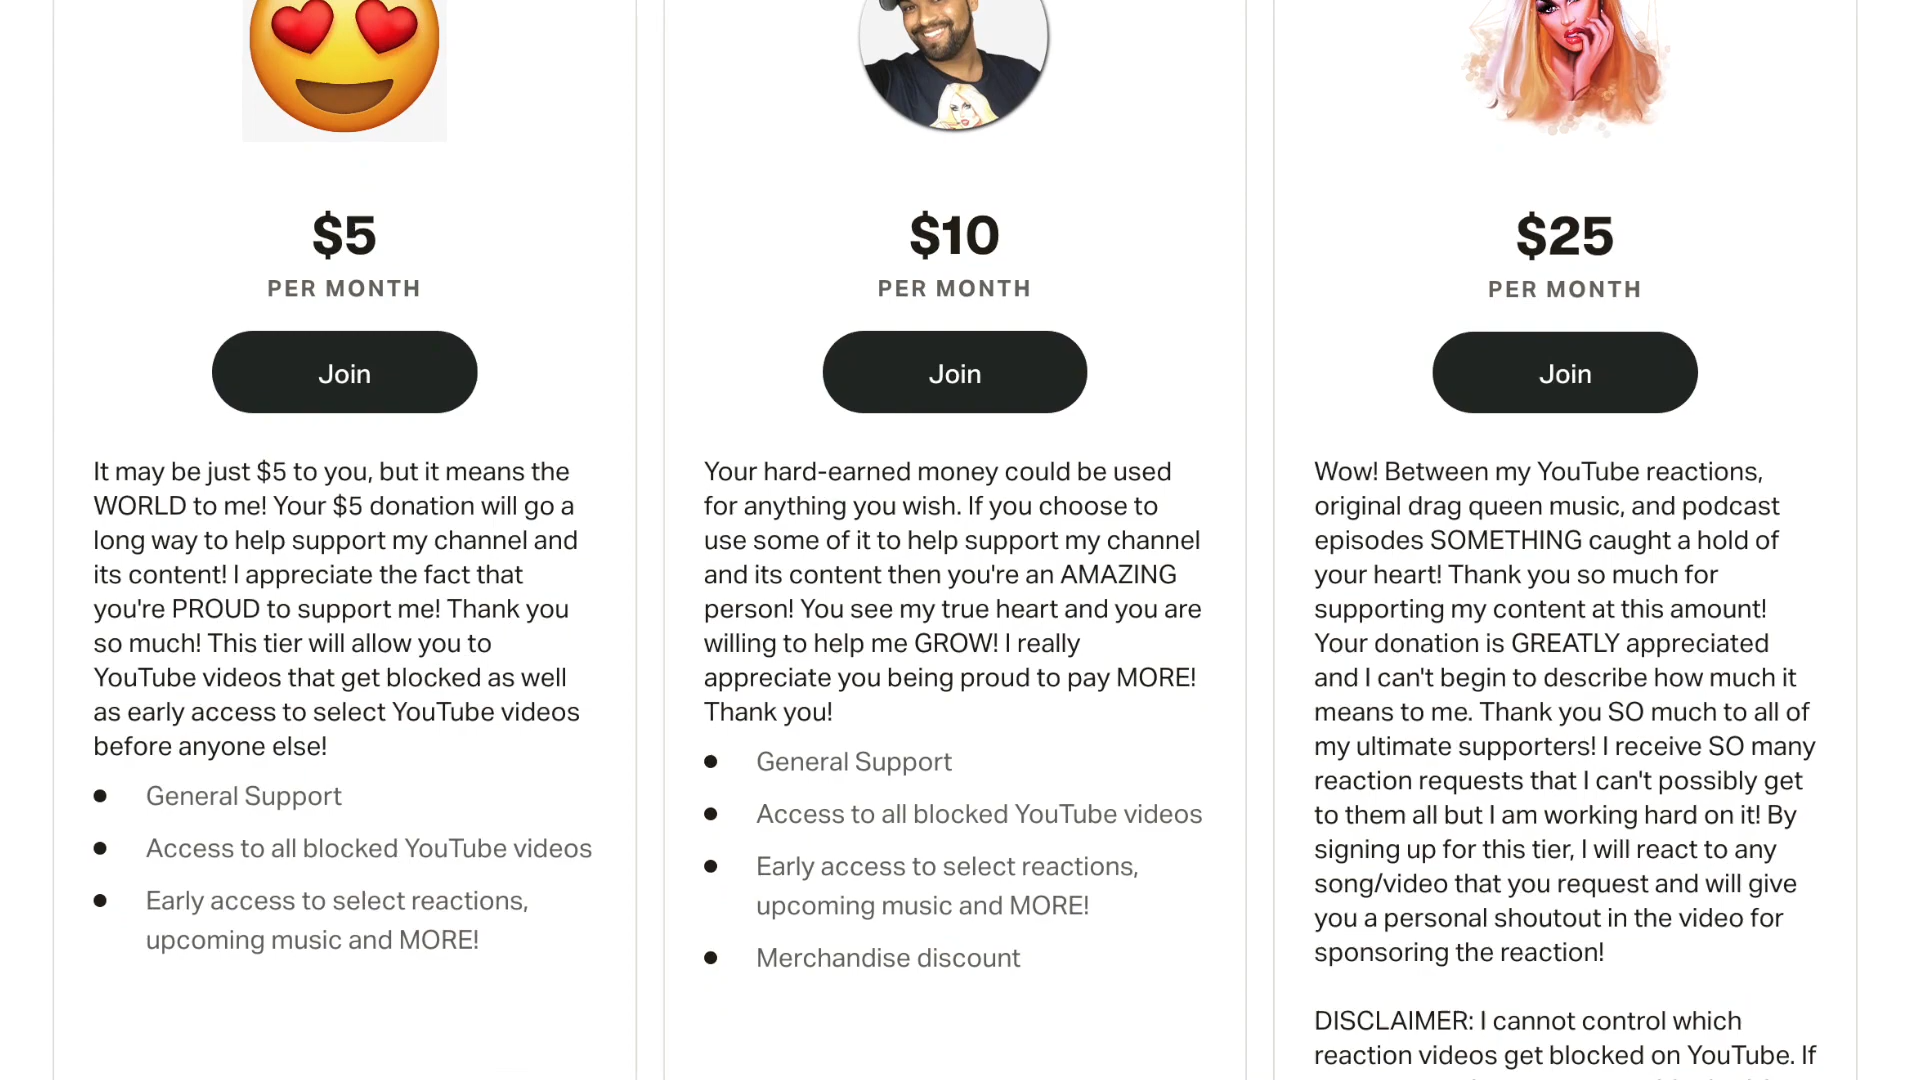 $5
PER MONTH
Join
It may be just $5 to you, but it means the
WORLD to me! Your $5 donation will go a
long way to help support my channel and
its content! I appreciate the fact that
you're PROUD to support me! Thank you
so much! This tier will allow you to
YouTube videos that get blocked as well
as early access to select YouTube videos
before anyone else!
General Support
Access to all blocked YouTube videos
Early access to select reactions,
upcoming music and MORE!
$10
PER MONTH
Join
Your hard-earned money could be used
for anything you wish. If you choose to
use some of it to help support my channel
and its content then you're an AMAZING
person! You see my true heart and you are
willing to help me GROW! I really
appreciate you being proud to pay MORE!
Thank you!
General Support
Access to all blocked YouTube videos
Early access to select reactions,
upcoming music and MORE!
Merchandise discount
$25
PER MONTH
Join
Wow! Between my YouTube reactions,
original drag queen music, and podcast
episodes SOMETHING caught a hold of
your heart! Thank you so much for
supporting my content at this amount!
Your donation is GREATLY appreciated
and I can't begin to describe how much it
means to me. Thank you SO much to all of
my ultimate supporters! I receive SO many
reaction requests that I can't possibly get
to them all but I am working hard on it! By
signing up for this tier, I will react to any
song/video that you request and will give
you a personal shoutout in the video for
sponsoring the reaction!
DISCLAIMER: I cannot control which
reaction videos get blocked on YouTube. If